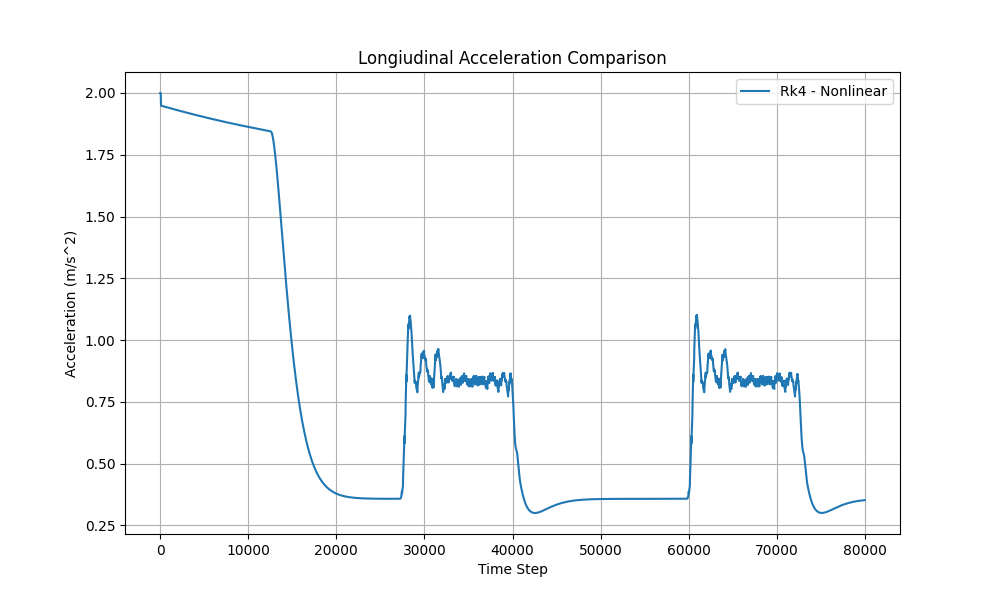 Longiudinal Acceleration Comparison
Rk4 - Nonlinear
Acceleration (m/s^2)
2.00
1.75
1.50
1.25
1.00
0.75
0.50
0.25
0 10000 20000 30000 40000 50000 60000 70000 80000
Time Step